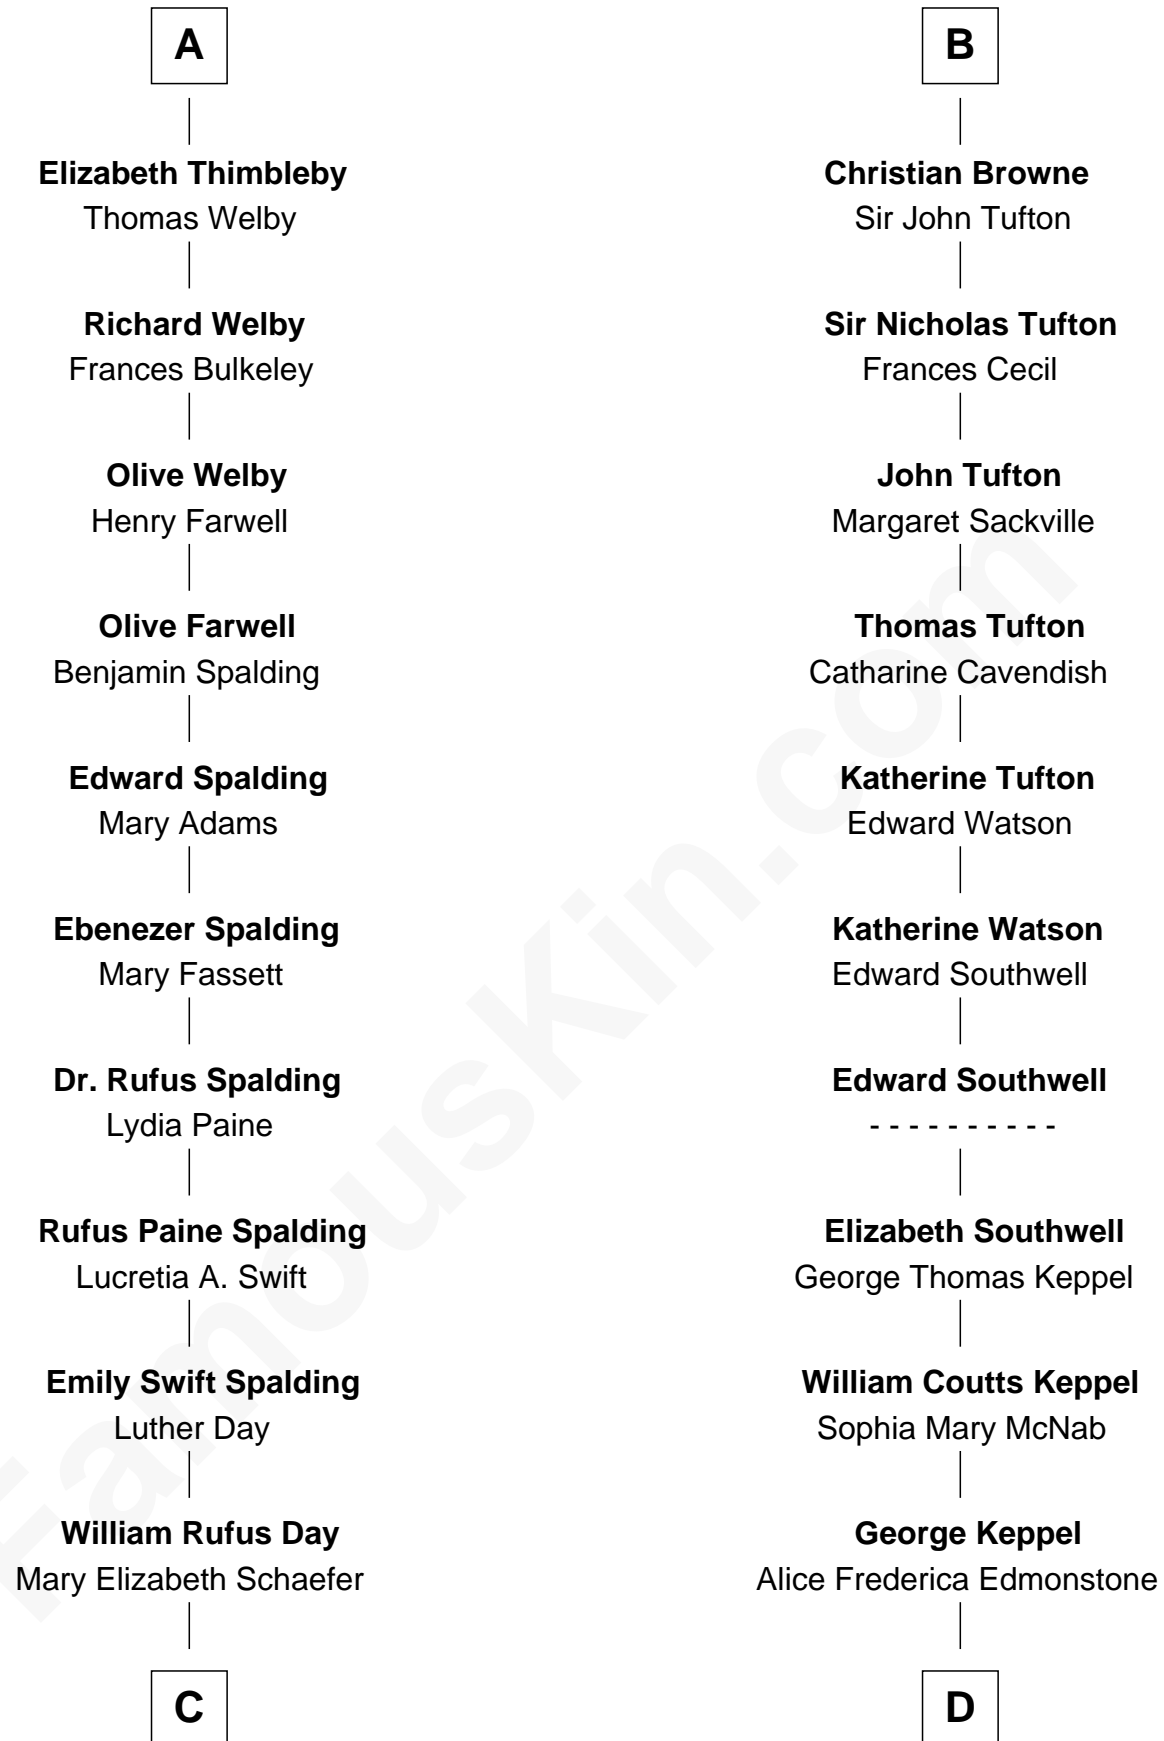 A
Elizabeth Thimbleby
Thomas Welby
Richard Welby
Frances Bulkeley
Olive Welby
Henry Farwell
Olive Farwell
Benjamin Spalding
Edward Spalding
Mary Adams
Ebenezer Spalding
Mary Fassett
Dr. Rufus Spalding
Lydia Paine
Rufus Paine Spalding
Lucretia A. Swift
Emily Swift Spalding
Luther Day
William Rufus Day
Mary Elizabeth Schaefer
C
B
Christian Browne
Sir John Tufton
Sir Nicholas Tufton
Frances Cecil
John Tufton
Margaret Sackville
Thomas Tufton
Catharine Cavendish
Katherine Tufton
Edward Watson
Katherine Watson
Edward Southwell
Edward Southwell
- - - - - - - - - -
Elizabeth Southwell
George Thomas Keppel
William Coutts Keppel
Sophia Mary McNab
George Keppel
Alice Frederica Edmonstone
D
FamousKin.com